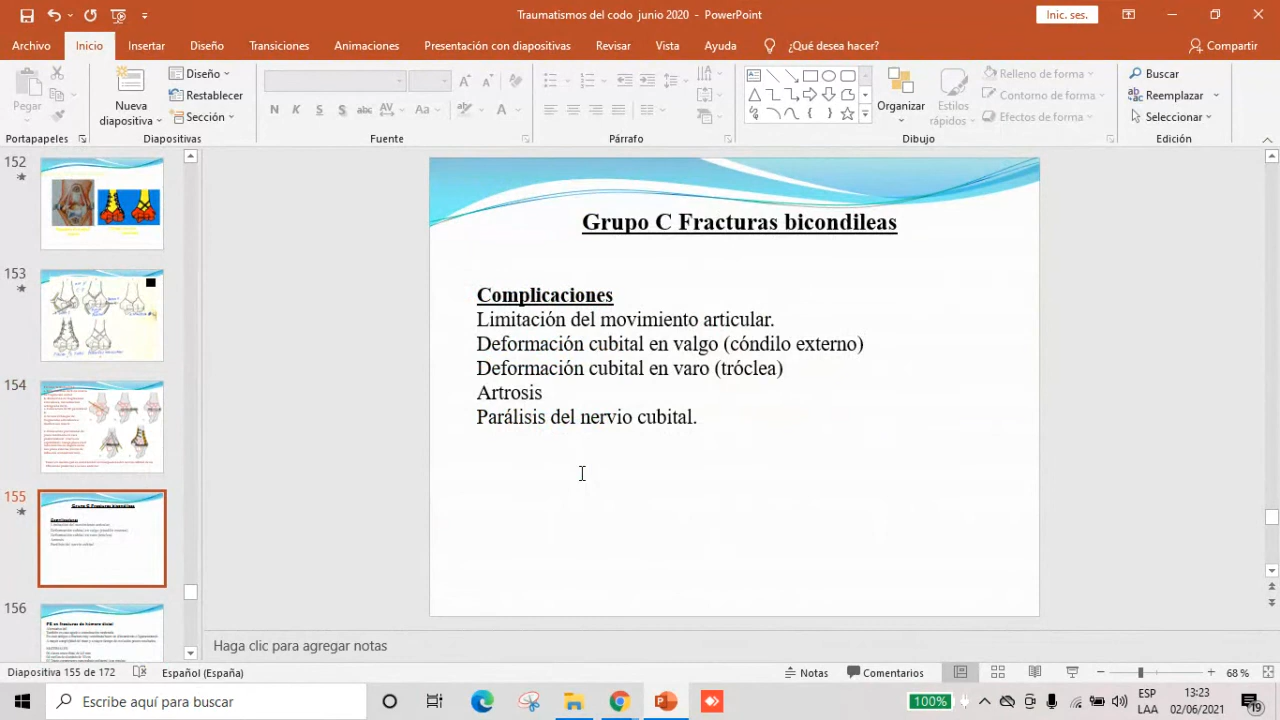 Traumatismos del codo junio 2020 - PowerPoint
Inic. ses.
Archivo Inicio Insertar Diseño Transiciones Animaciones Presentación con diapositivas Revisar Vista Ayuda ¿Qué desea hacer? Compartir
Pegar
Nueva diapositiva
Diseño
Restablecer
Sección
N K S S abc AV Aa A
Organizar
Estilos rápidos
Relleno de forma
Contorno de forma
Efectos de forma
Buscar
Reemplazar
Seleccionar
Portapapeles Diapositivas Fuente Párrafo Dibujo Edición
152
153
154
155
156
Grupo C Fracturas bicondileas
Complicaciones
Limitación del movimiento articular.
Deformación cubital en valgo (cóndilo externo)
Deformación cubital en varo (tróclea)
Artrosis
Parálisis del nervio cubital.
Haga clic para agregar notas
Diapositiva 155 de 172 Español (España) Notas Comentarios 68 %
Escribe aquí para buscar
100%
ESP
LAA
13:23
02/06/2021
19